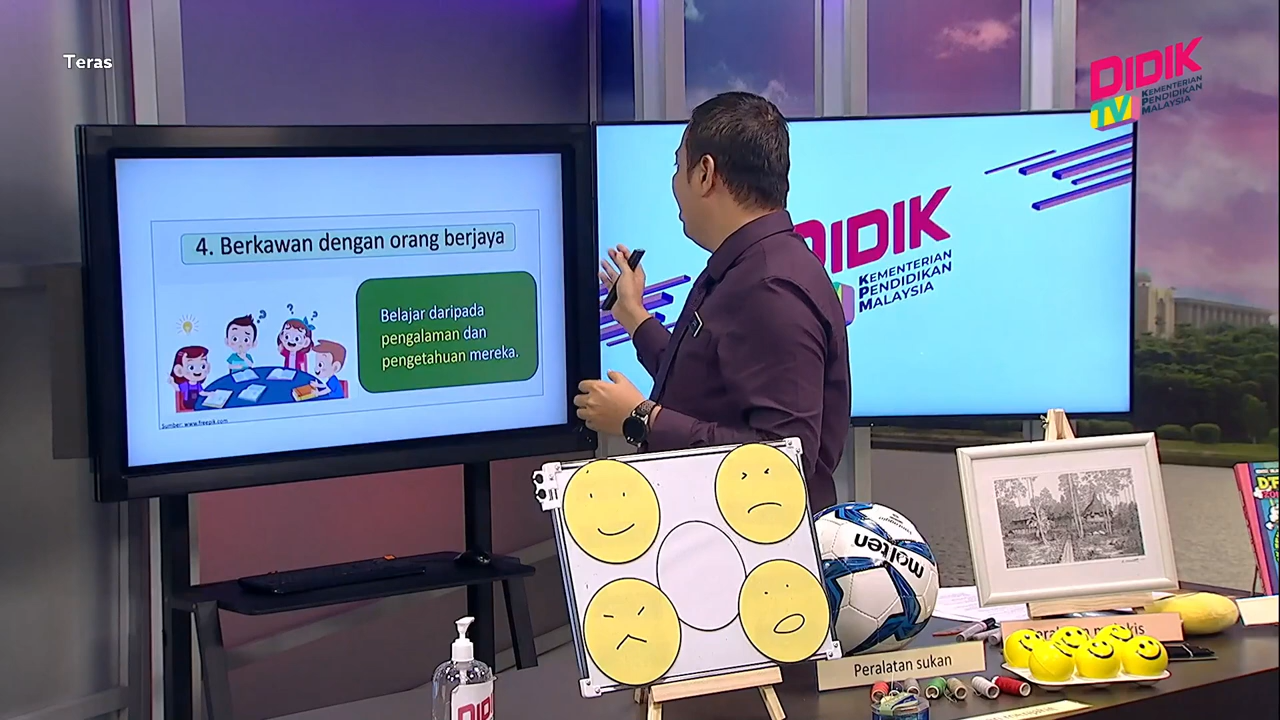 Teras
DIDIK
TV
KEMENTERIAN
PENDIDIKAN
MALAYSIA
4. Berkawan dengan orang berjaya
Belajar daripada
pengalaman dan
pengetahuan mereka.
Sumber: www.freepik.com
DIDIK
KEMENTERIAN
PENDIDIKAN
MALAYSIA
molten
Peralatan sukan